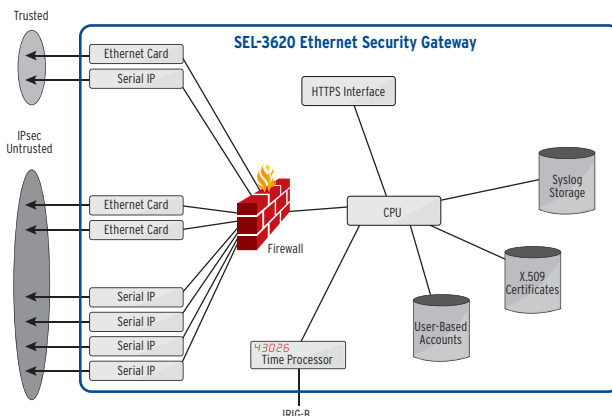 Trusted
SEL-3620 Ethernet Security Gateway
Ethernet Card
Serial IP
HTTPS Interface
IPsec
Untrusted
Ethernet Card
Ethernet Card
Firewall
CPU
Syslog
Storage
X.509
Certificates
User-Based
Accounts
Serial IP
Serial IP
Serial IP
Serial IP
43026
Time Processor
IRIG-B